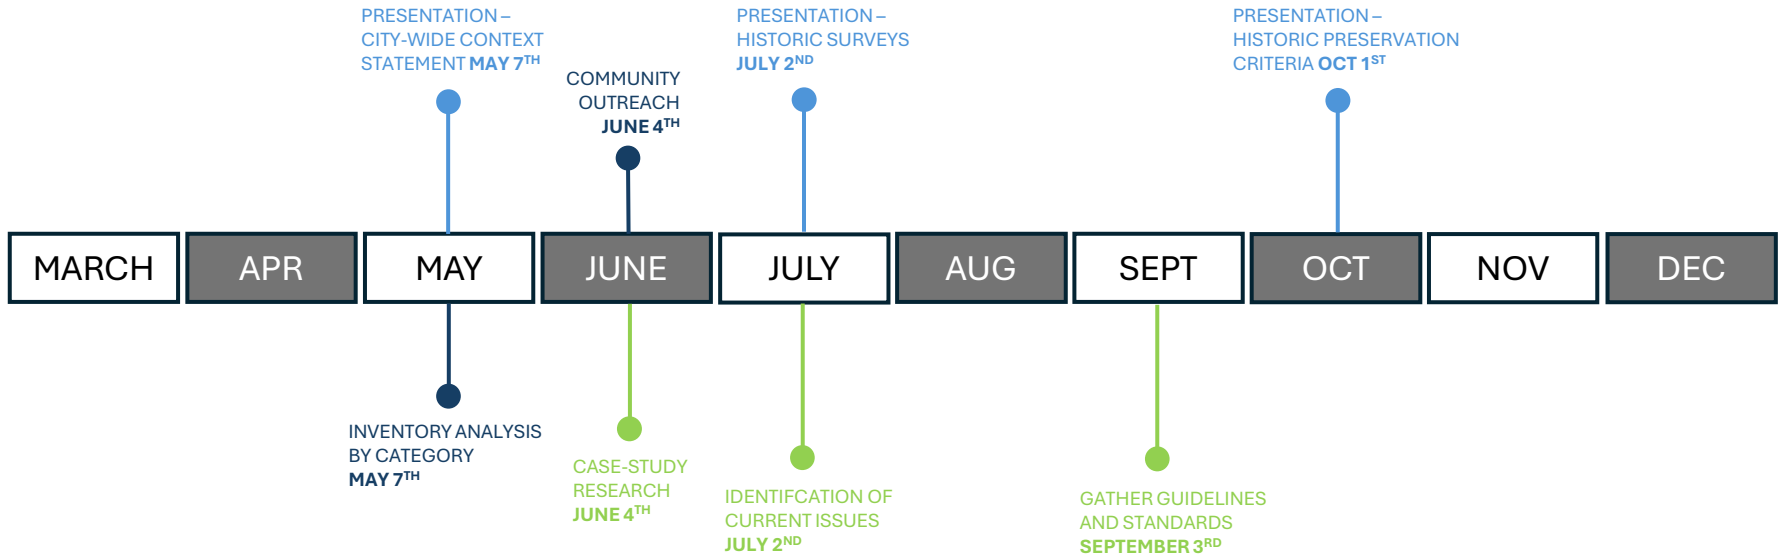 PRESENTATION –
CITY-WIDE CONTEXT
STATEMENT MAY 7TH
COMMUNITY
OUTREACH
JUNE 4TH
PRESENTATION –
HISTORIC SURVEYS
JULY 2ND
PRESENTATION –
HISTORIC PRESERVATION
CRITERIA OCT 1ST
MARCH
APR
MAY
JUNE
JULY
AUG
SEPT
OCT
NOV
DEC
INVENTORY ANALYSIS
BY CATEGORY
MAY 7TH
CASE-STUDY
RESEARCH
JUNE 4TH
IDENTIFCATION OF
CURRENT ISSUES
JULY 2ND
GATHER GUIDELINES
AND STANDARDS
SEPTEMBER 3RD